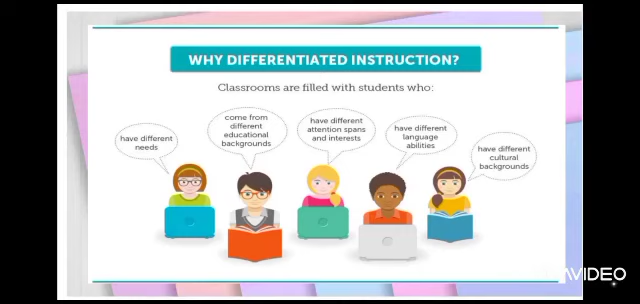 WHY DIFFERENTIATED INSTRUCTION?
Classrooms are filled with students who:
have different
needs
come from
different
educational
backgrounds
have different
attention spans
and interests
have different
language
abilities
have different
cultural
backgrounds